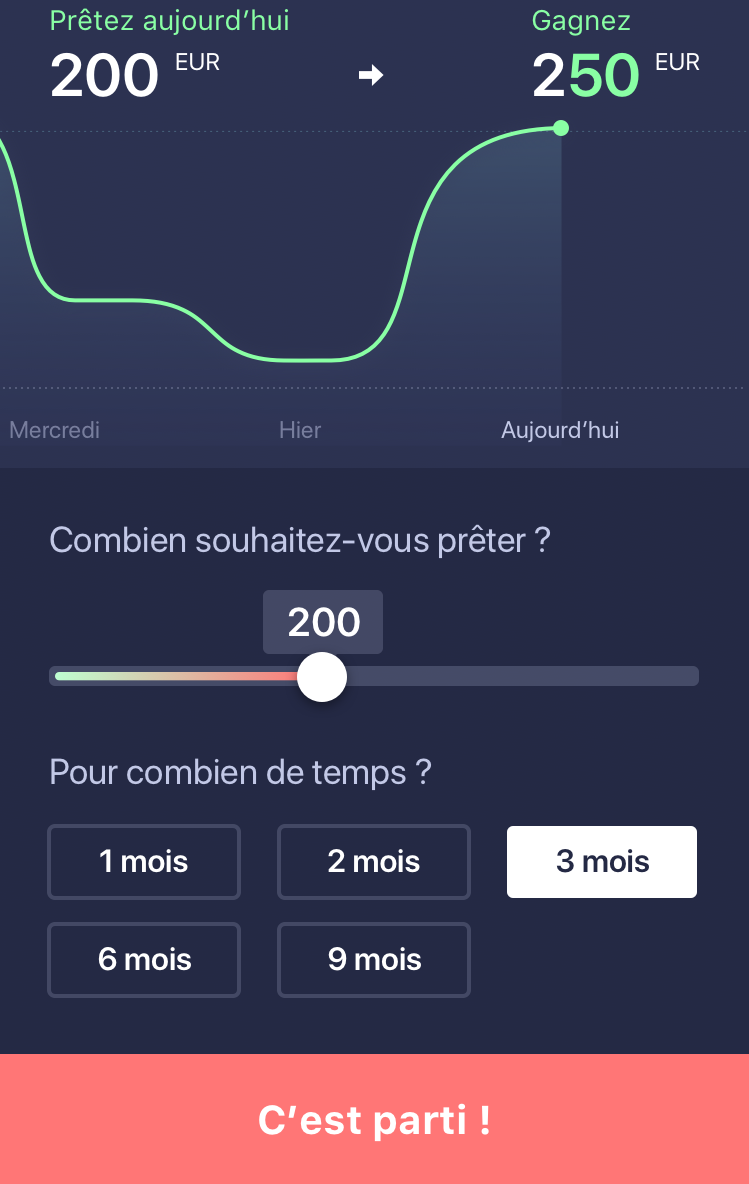 Prêtez aujourd’hui Gagnez
200 EUR 250 EUR
Mercredi Hier Aujourd’hui
Combien souhaitez-vous prêter ?
200
Pour combien de temps ?
1 mois 2 mois 3 mois
6 mois 9 mois
C’est parti !